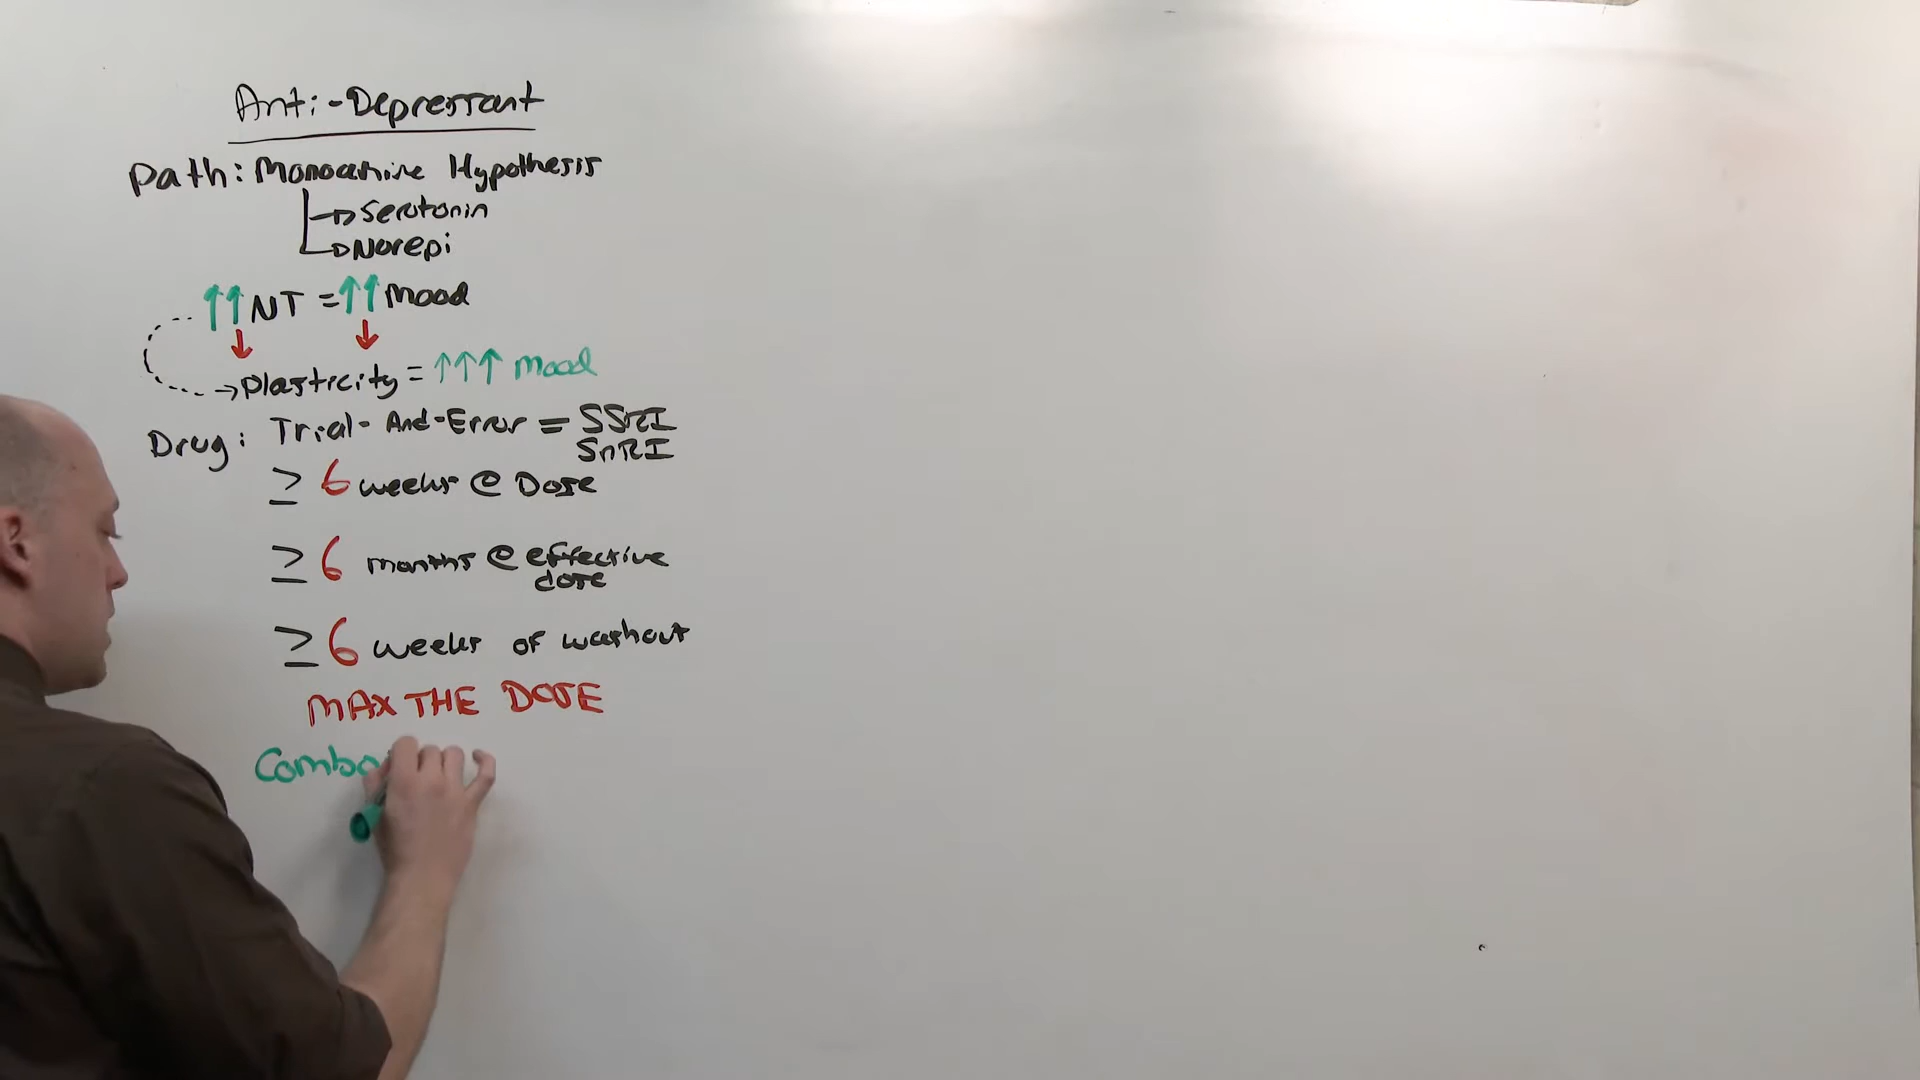 Anti-Depressant
Path: Monoamine Hypothesis
→ Serotonin
→ Norepi
↑↑ NT = ↑↑ Mood
↓ ↓
→ Plasticity = ↑↑↑ Mood
Drug: Trial-And-Error = SSRI
SnRI
≥ 6 weeks @ Dose
≥ 6 months @ effective
dose
≥ 6 weeks of washout
MAX THE DOSE
Combo